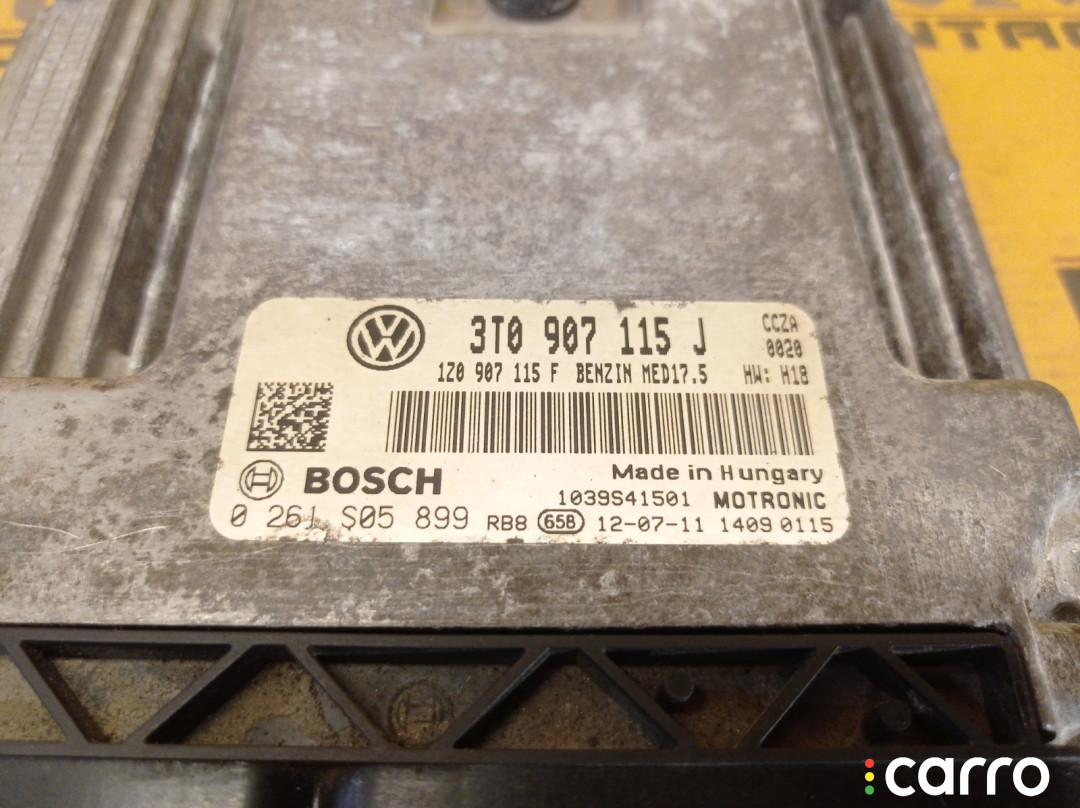 3T0 907 115 J
CCZA
0020
1Z0 907 115 F BENZIN MED17.5 HW: H18
BOSCH
Made in Hungary
1039S41501 MOTRONIC
0 261 S05 899 RB8 65B 12-07-11 1409 0115
carro